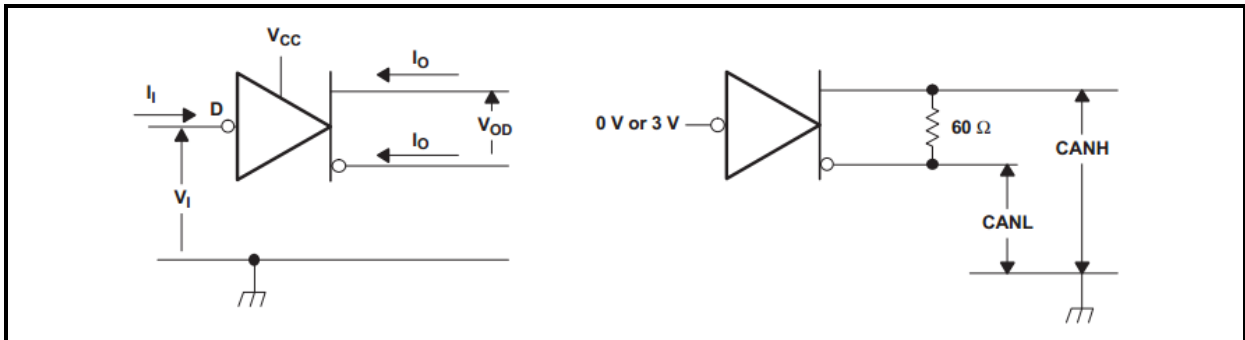 VCC
IO
II
D
VOD
IO
VI
0 V or 3 V
60 Ω
CANH
CANL